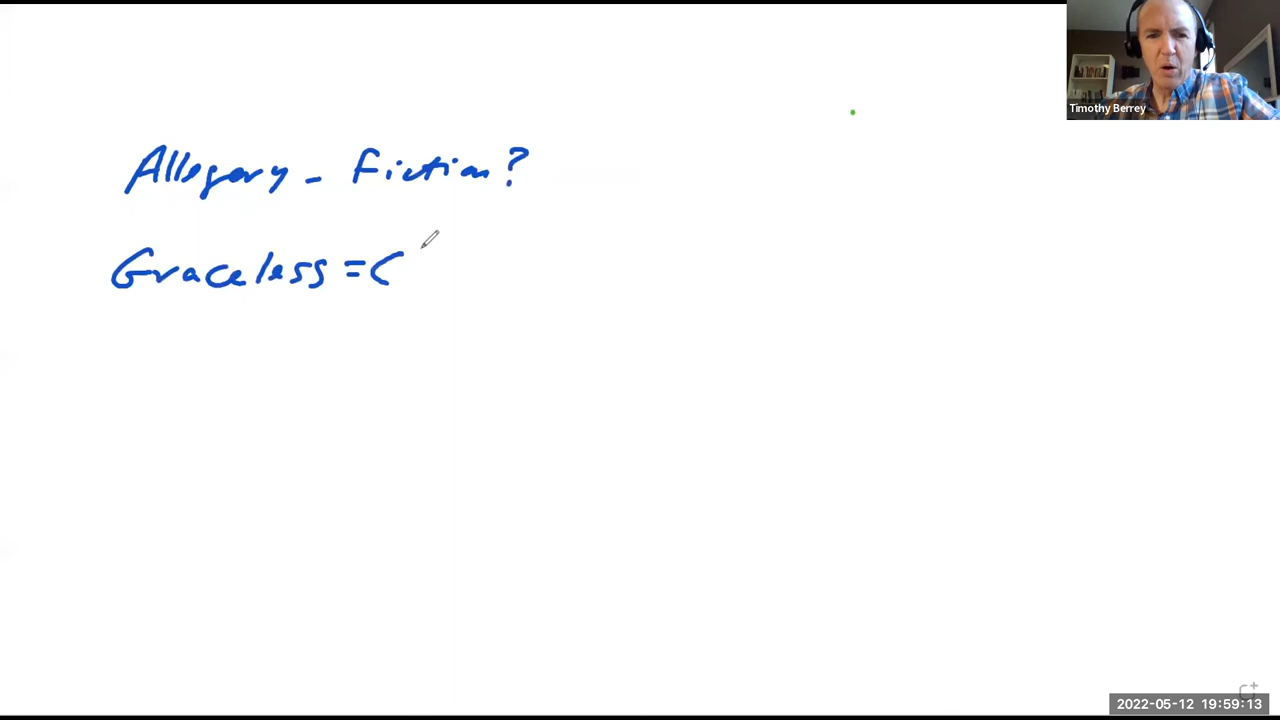 Timothy Berrey
Allegory - Fiction?
Graceless = C
2022-05-12 19:59:13